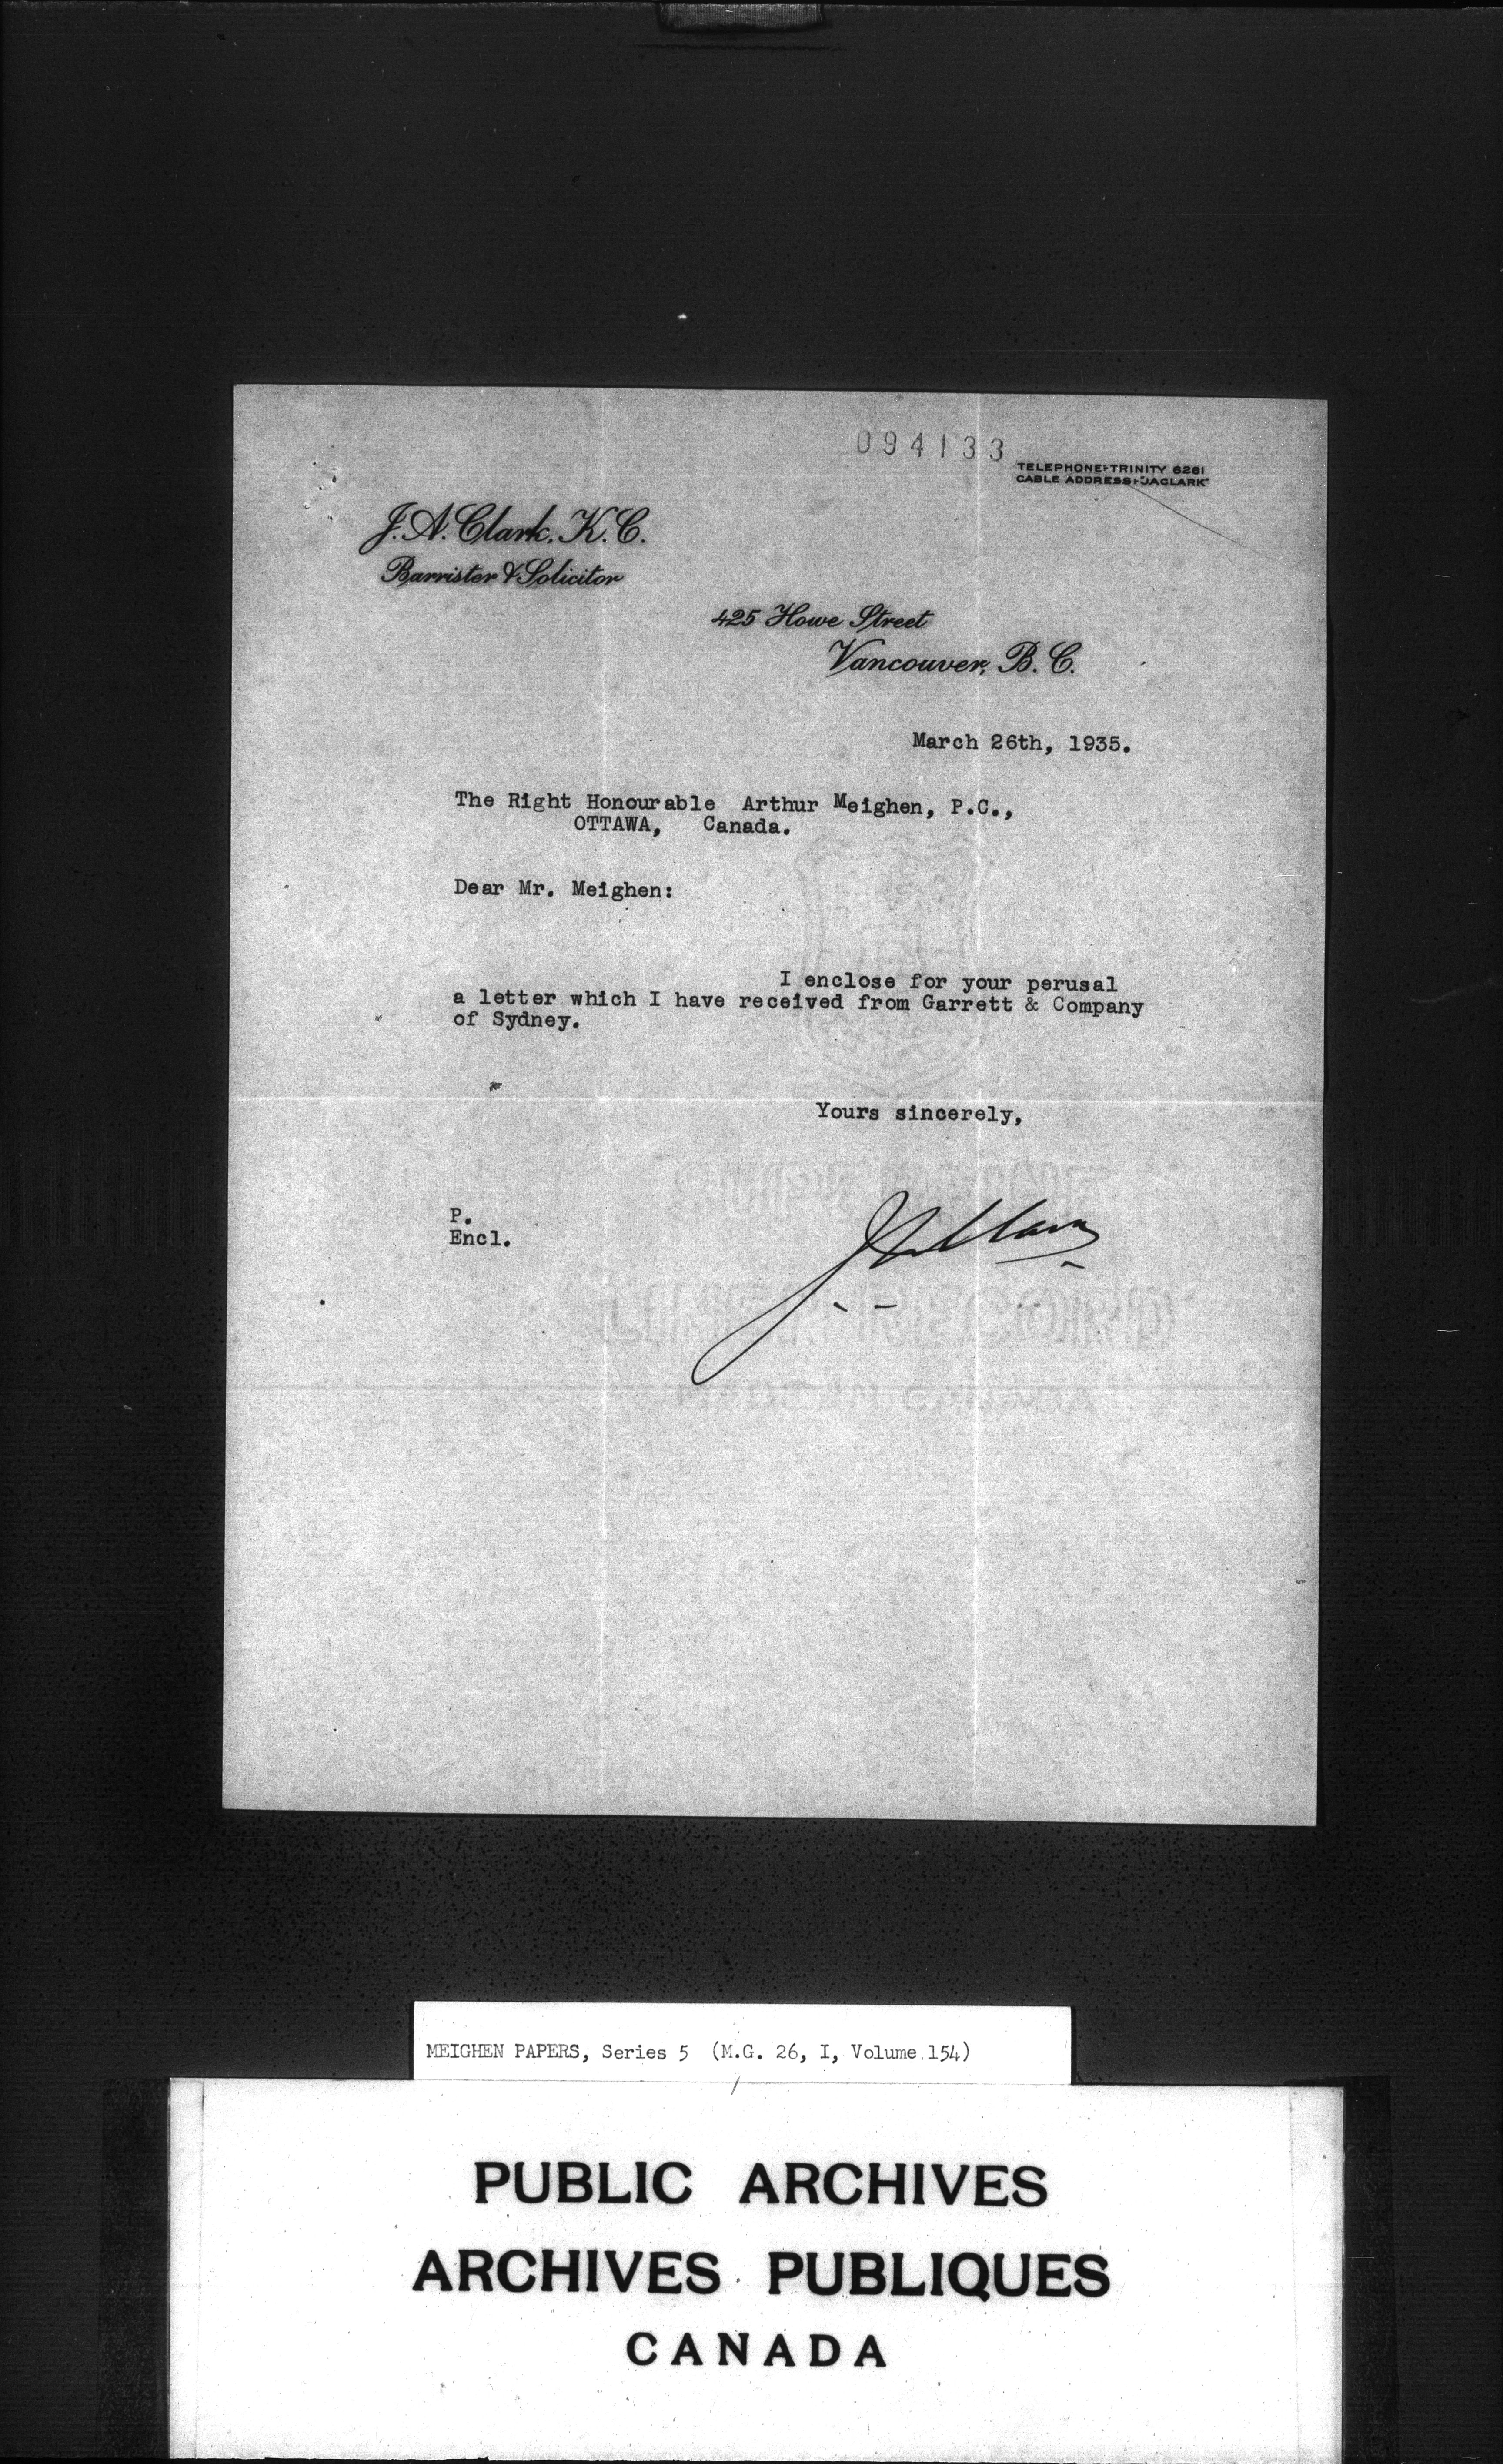 094133
TELEPHONE:TRINITY 6261
CABLE ADDRESS:"JACLARK"
J. A. Clark, K. C.
Barrister & Solicitor
425 Howe Street
Vancouver, B. C.
March 26th, 1935.
The Right Honourable Arthur Meighen, P.C.,
OTTAWA, Canada.
Dear Mr. Meighen:
I enclose for your perusal
a letter which I have received from Garrett & Company
of Sydney.
Yours sincerely,
P.
Encl.
MEIGHEN PAPERS, Series 5 (M.G. 26, I, Volume 154)
PUBLIC ARCHIVES
ARCHIVES PUBLIQUES
CANADA